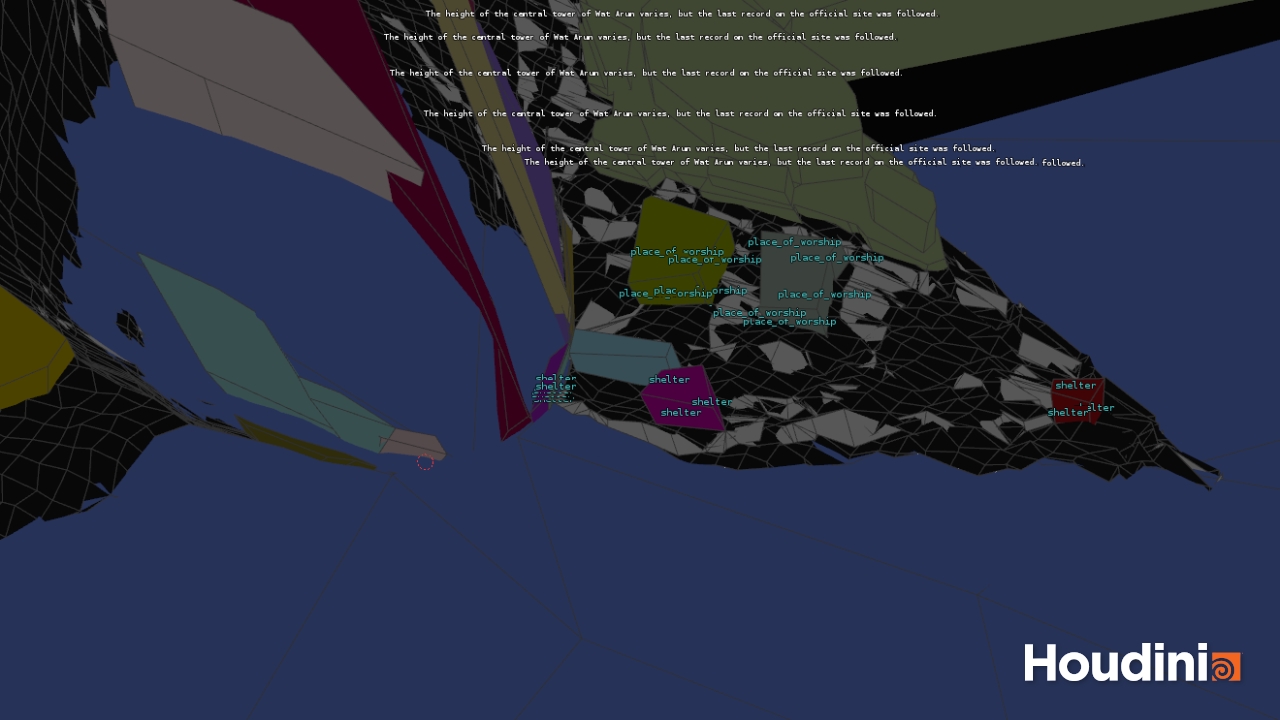 The height of the central tower of Wat Arun varies, but the last record on the official site was followed.
The height of the central tower of Wat Arun varies, but the last record on the official site was followed.
The height of the central tower of Wat Arun varies, but the last record on the official site was followed.
The height of the central tower of Wat Arun varies, but the last record on the official site was followed.
The height of the central tower of Wat Arun varies, but the last record on the official site was followed.
The height of the central tower of Wat Arun varies, but the last record on the official site was followed. followed.
place_of_worship
place_of_worship
place_of_worship
place_of_worship
place_of_worship
place_of_worship
place_of_worship
shelter
shelter
shelter
shelter
shelter
shelter
shelter
Houdini